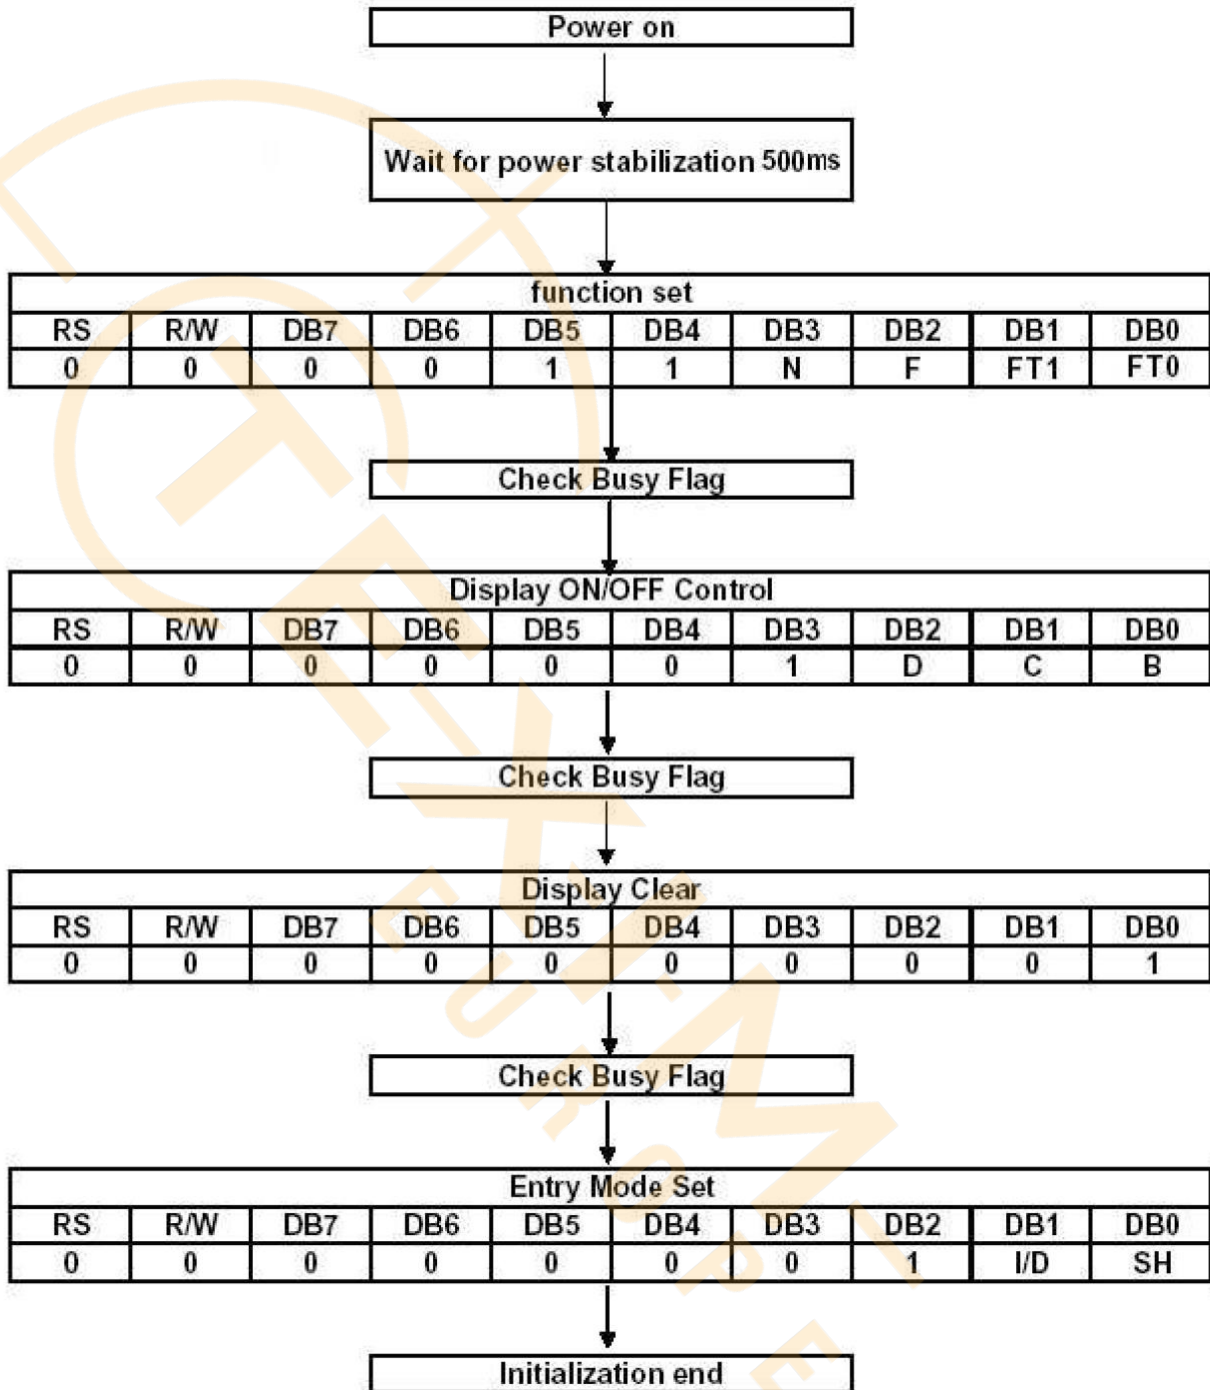 Power on
Wait for power stabilization 500ms
function set
RS R/W DB7 DB6 DB5 DB4 DB3 DB2 DB1 DB0
0 0 0 0 1 1 N F FT1 FT0
Check Busy Flag
Display ON/OFF Control
RS R/W DB7 DB6 DB5 DB4 DB3 DB2 DB1 DB0
0 0 0 0 0 0 1 D C B
Check Busy Flag
Display Clear
RS R/W DB7 DB6 DB5 DB4 DB3 DB2 DB1 DB0
0 0 0 0 0 0 0 0 0 1
Check Busy Flag
Entry Mode Set
RS R/W DB7 DB6 DB5 DB4 DB3 DB2 DB1 DB0
0 0 0 0 0 0 0 1 I/D SH
Initialization end
TEXIM
EUROPE